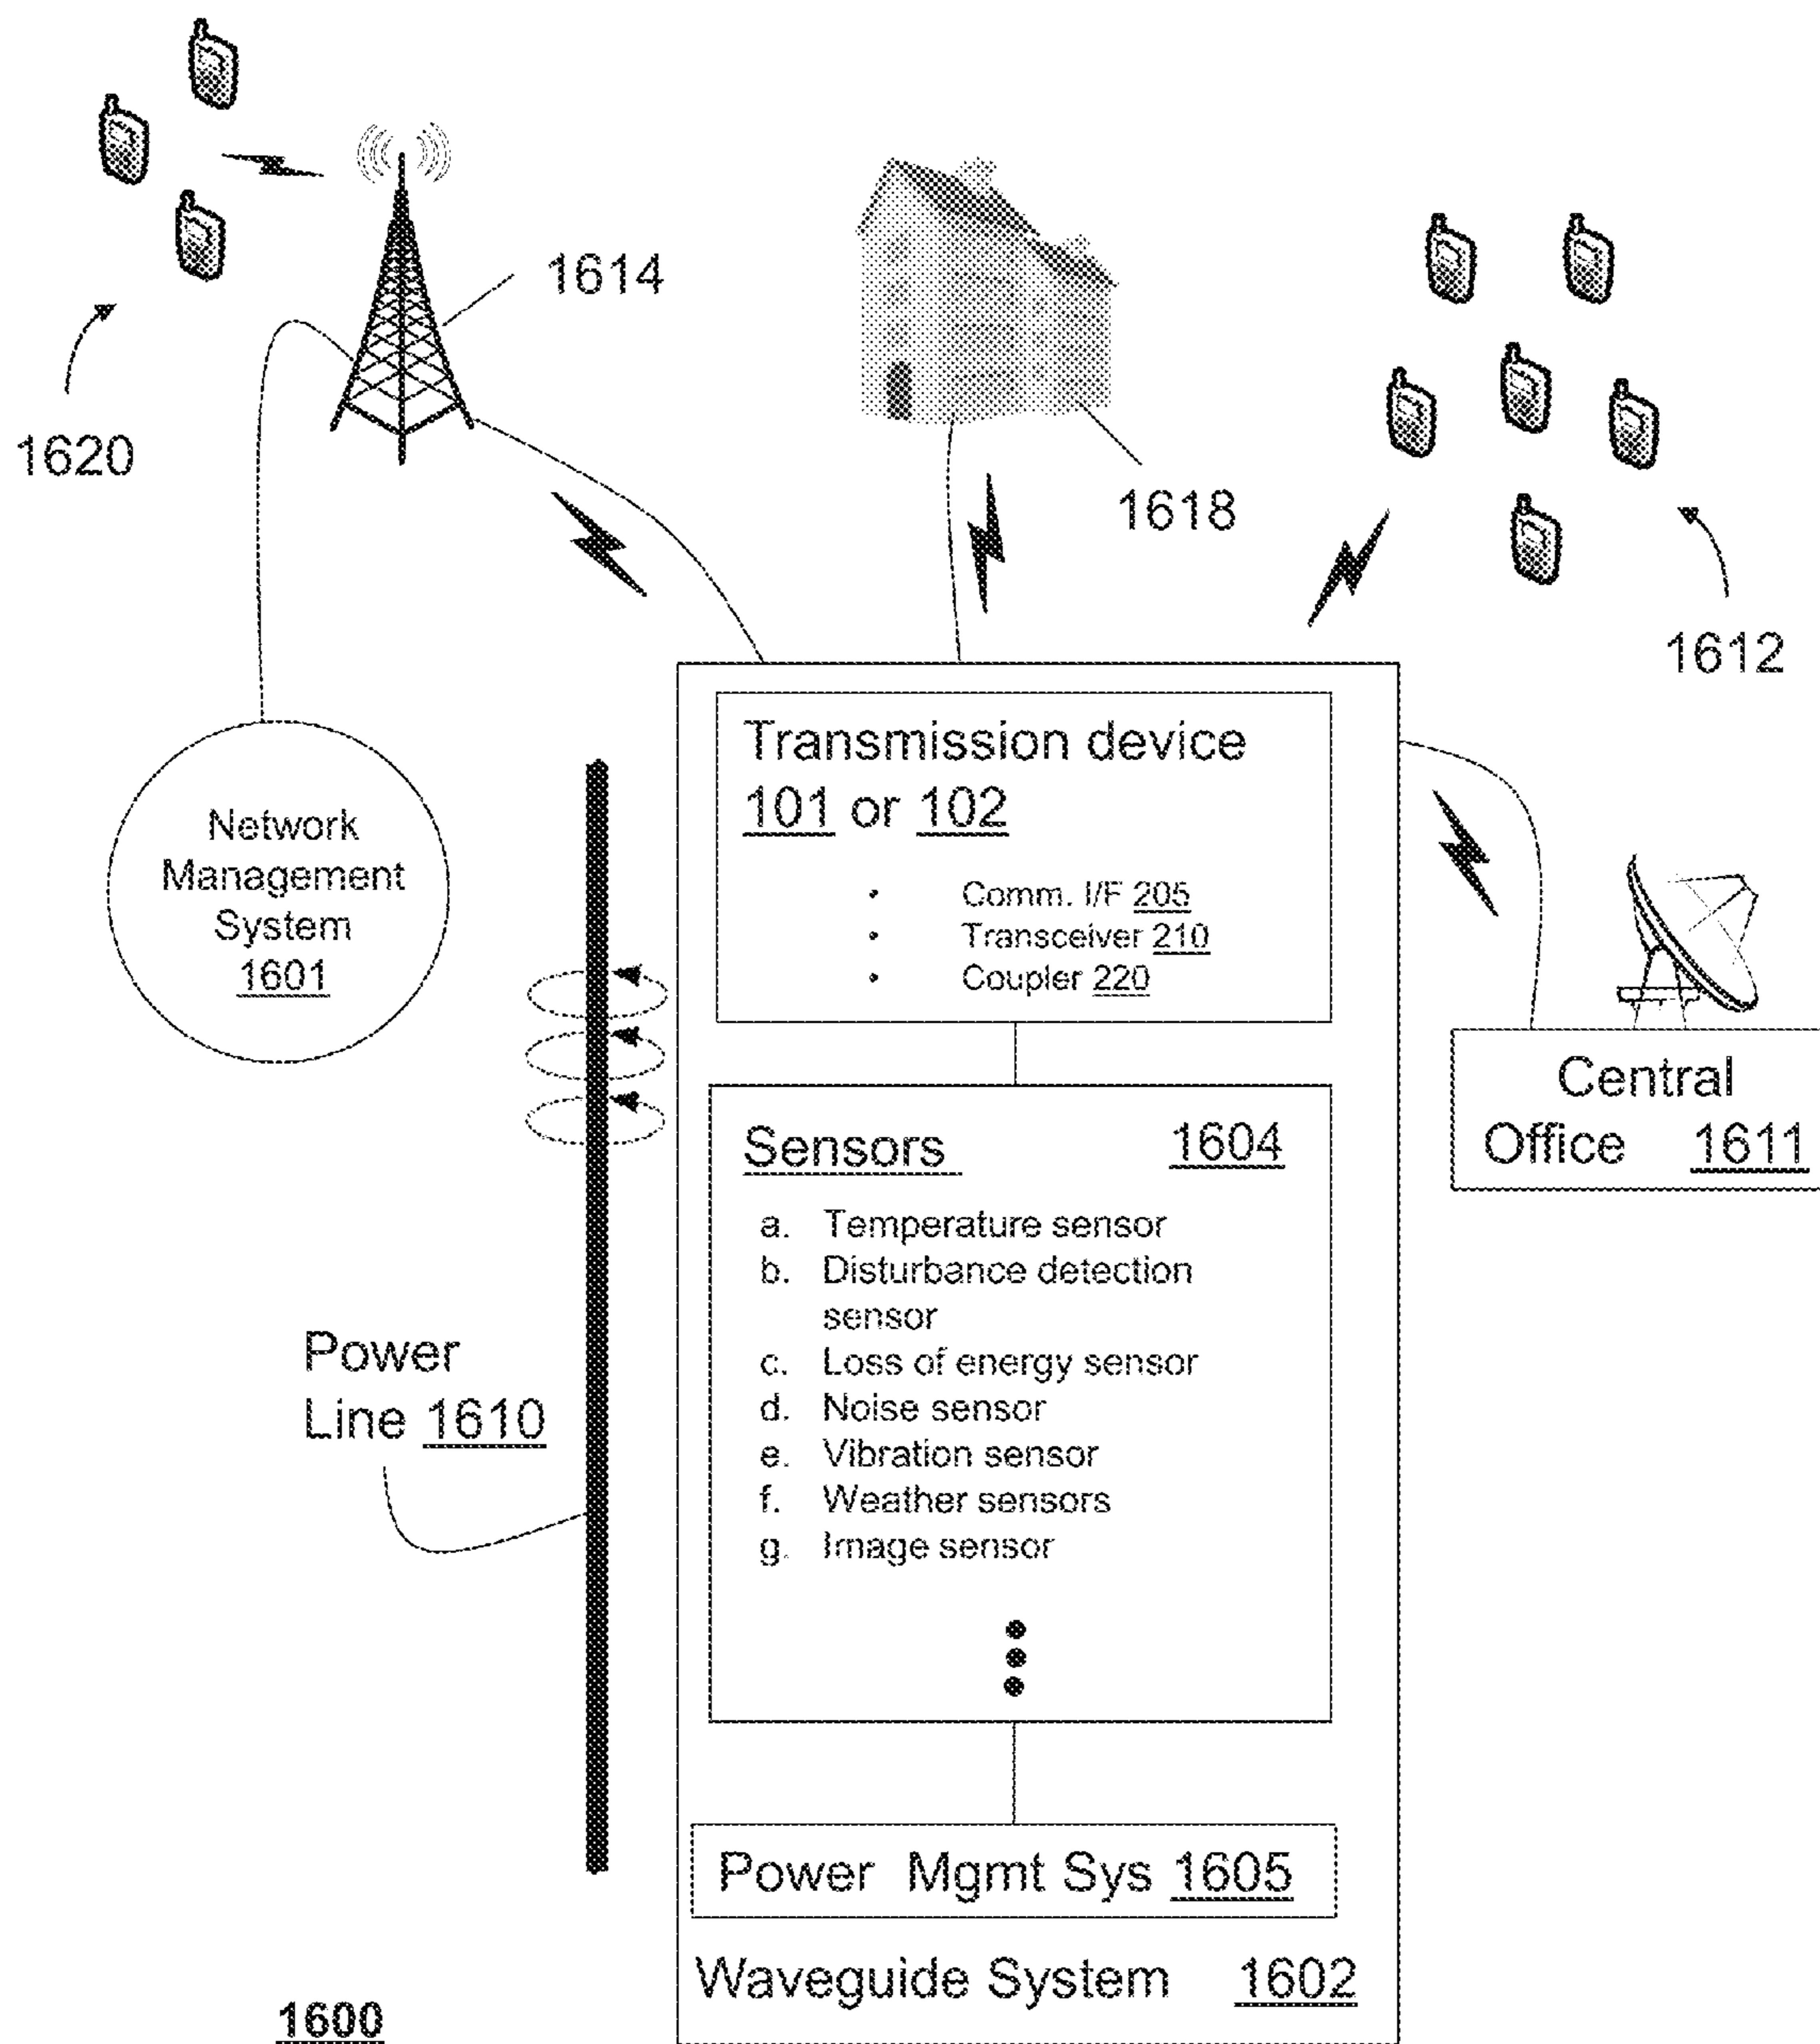 1614
1620
1618
1612
Network
Management
System
1601
Transmission device
101 or 102
• Comm. I/F 205
• Transceiver 210
• Coupler 220
Central
Office 1611
Sensors 1604
a. Temperature sensor
b. Disturbance detection
sensor
c. Loss of energy sensor
d. Noise sensor
e. Vibration sensor
f. Weather sensors
g. Image sensor
Power
Line 1610
Power Mgmt Sys 1605
Waveguide System 1602
1600